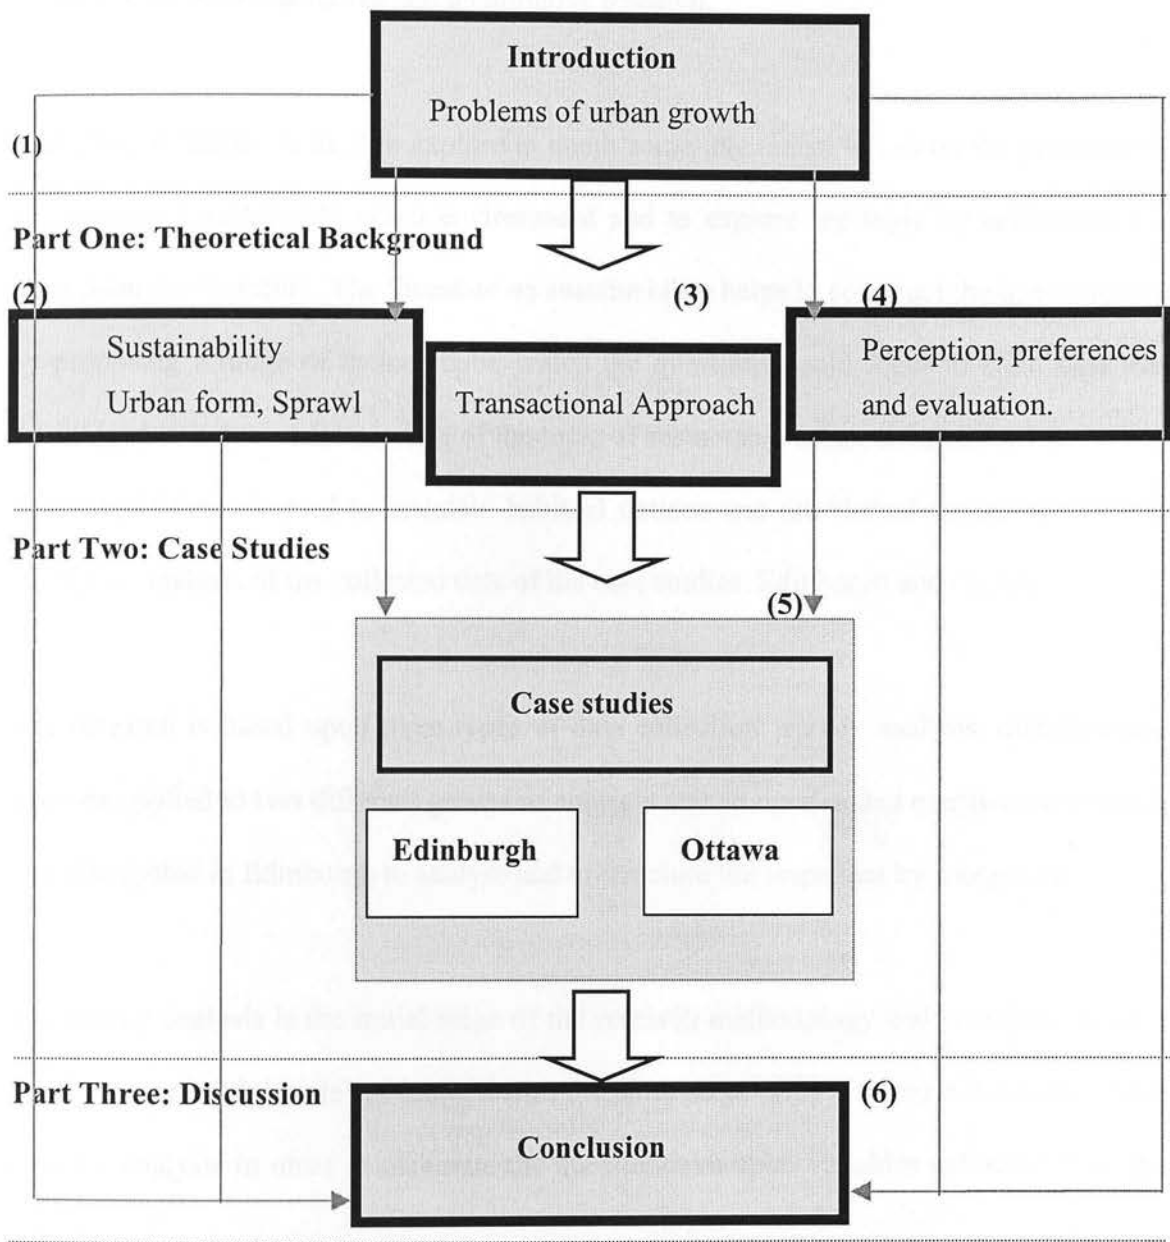 Introduction
Problems of urban growth
(1)
Part One: Theoretical Background
(2)
(3)
(4)
Sustainability
Urban form, Sprawl
Transactional Approach
Perception, preferences
and evaluation.
Part Two: Case Studies
(5)
Case studies
Edinburgh
Ottawa
Part Three: Discussion
(6)
Conclusion